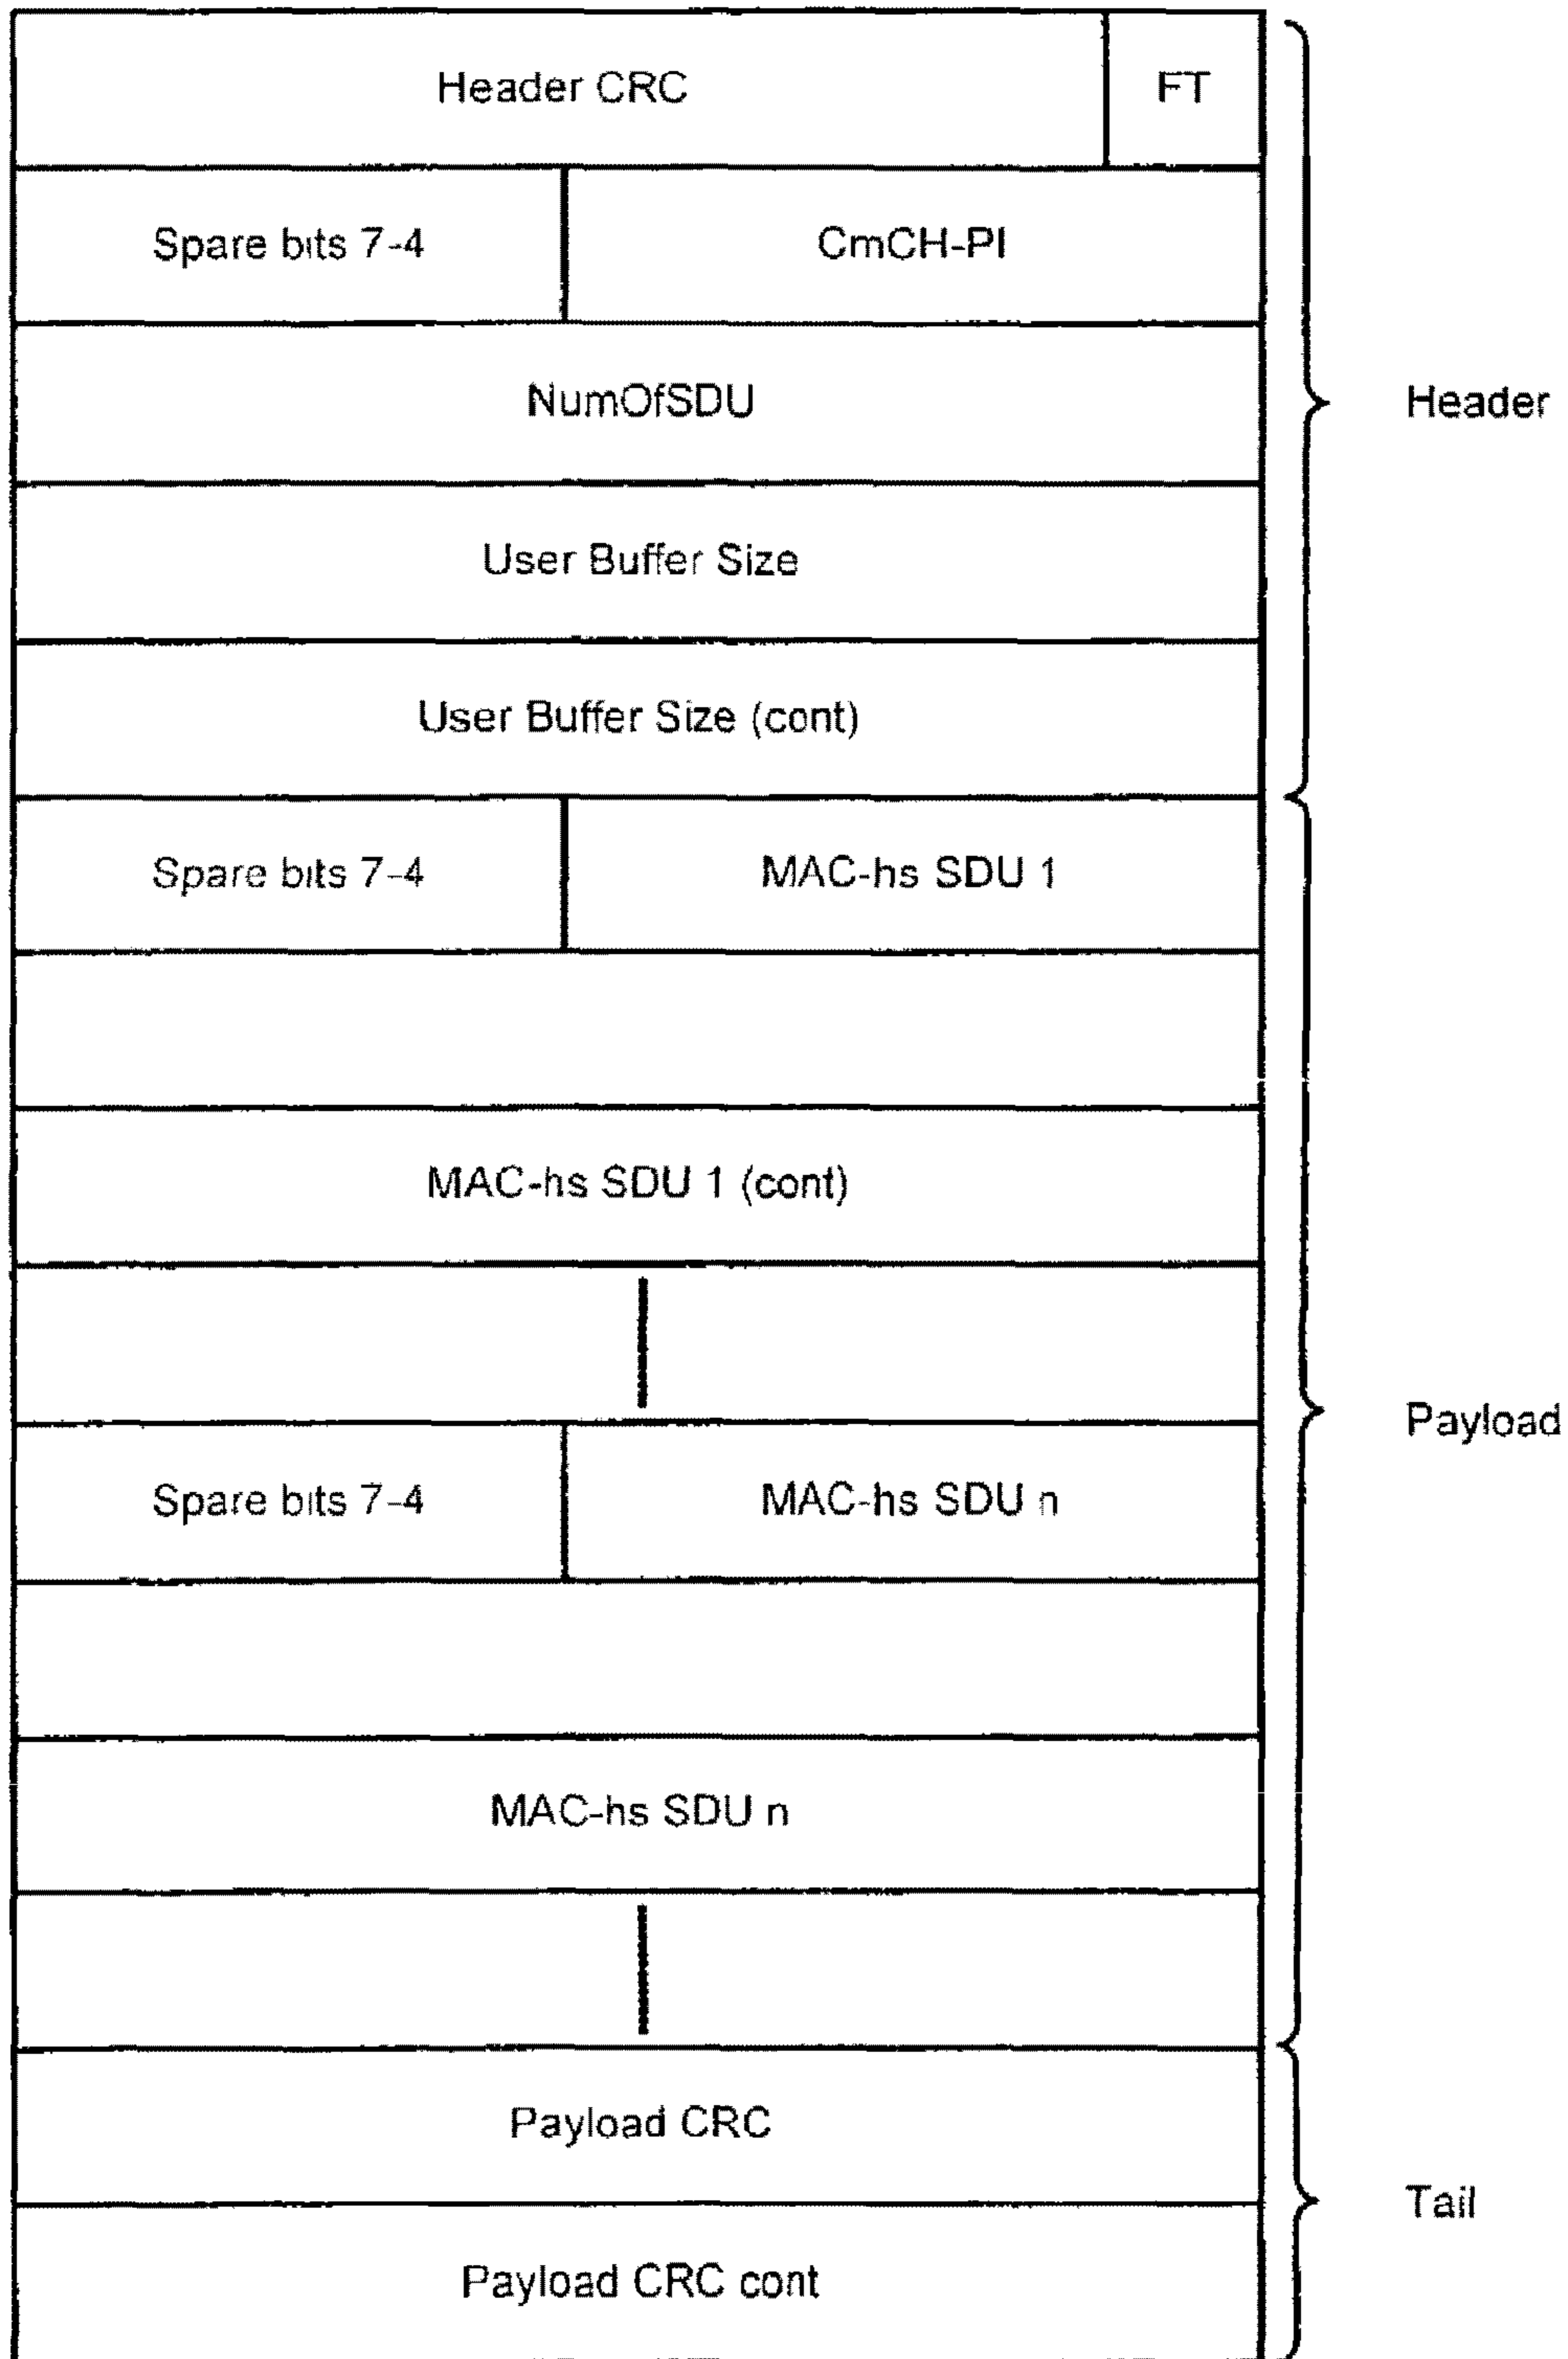 Header CRC FT
Spare bits 7-4 CmCH-PI
NumOfSDU
Header
User Buffer Size
User Buffer Size (cont)
Spare bits 7-4 MAC-hs SDU 1
MAC-hs SDU 1 (cont)
Payload
Spare bits 7-4 MAC-hs SDU n
MAC-hs SDU n
Payload CRC
Tail
Payload CRC cont